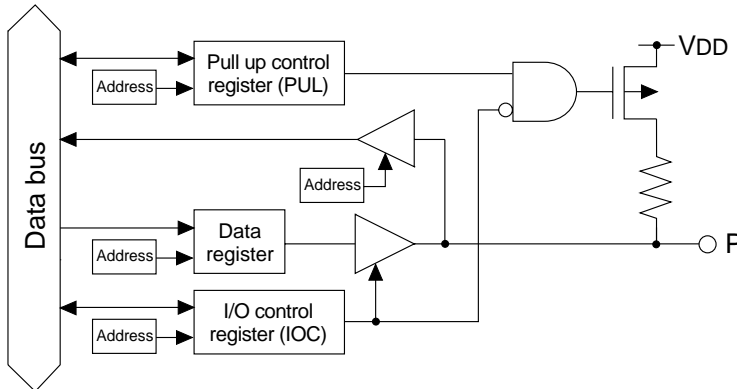 Data bus
Pull up control
register (PUL)
Address
VDD
Address
Data
register
Address
P
I/O control
register (IOC)
Address